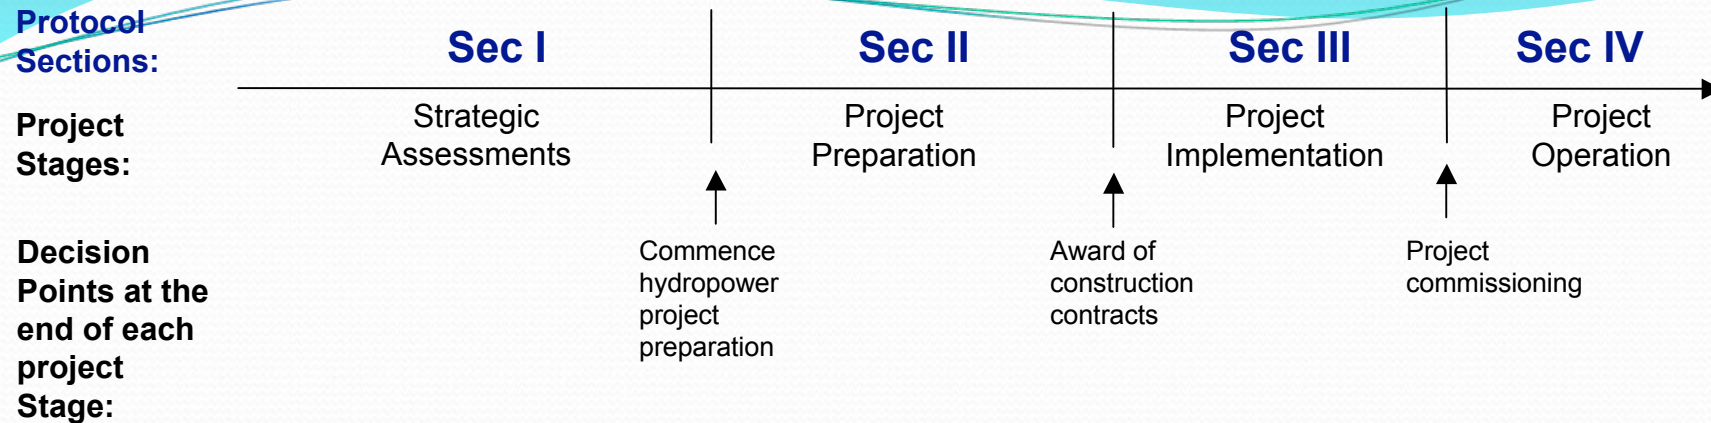 Protocol
Sections:
Sec I
Sec II
Sec III
Sec IV
Project
Stages:
Strategic
Assessments
Project
Preparation
Project
Implementation
Project
Operation
Decision
Points at the
end of each
project
Stage:
Commence
hydropower
project
preparation
Award of
construction
contracts
Project
commissioning